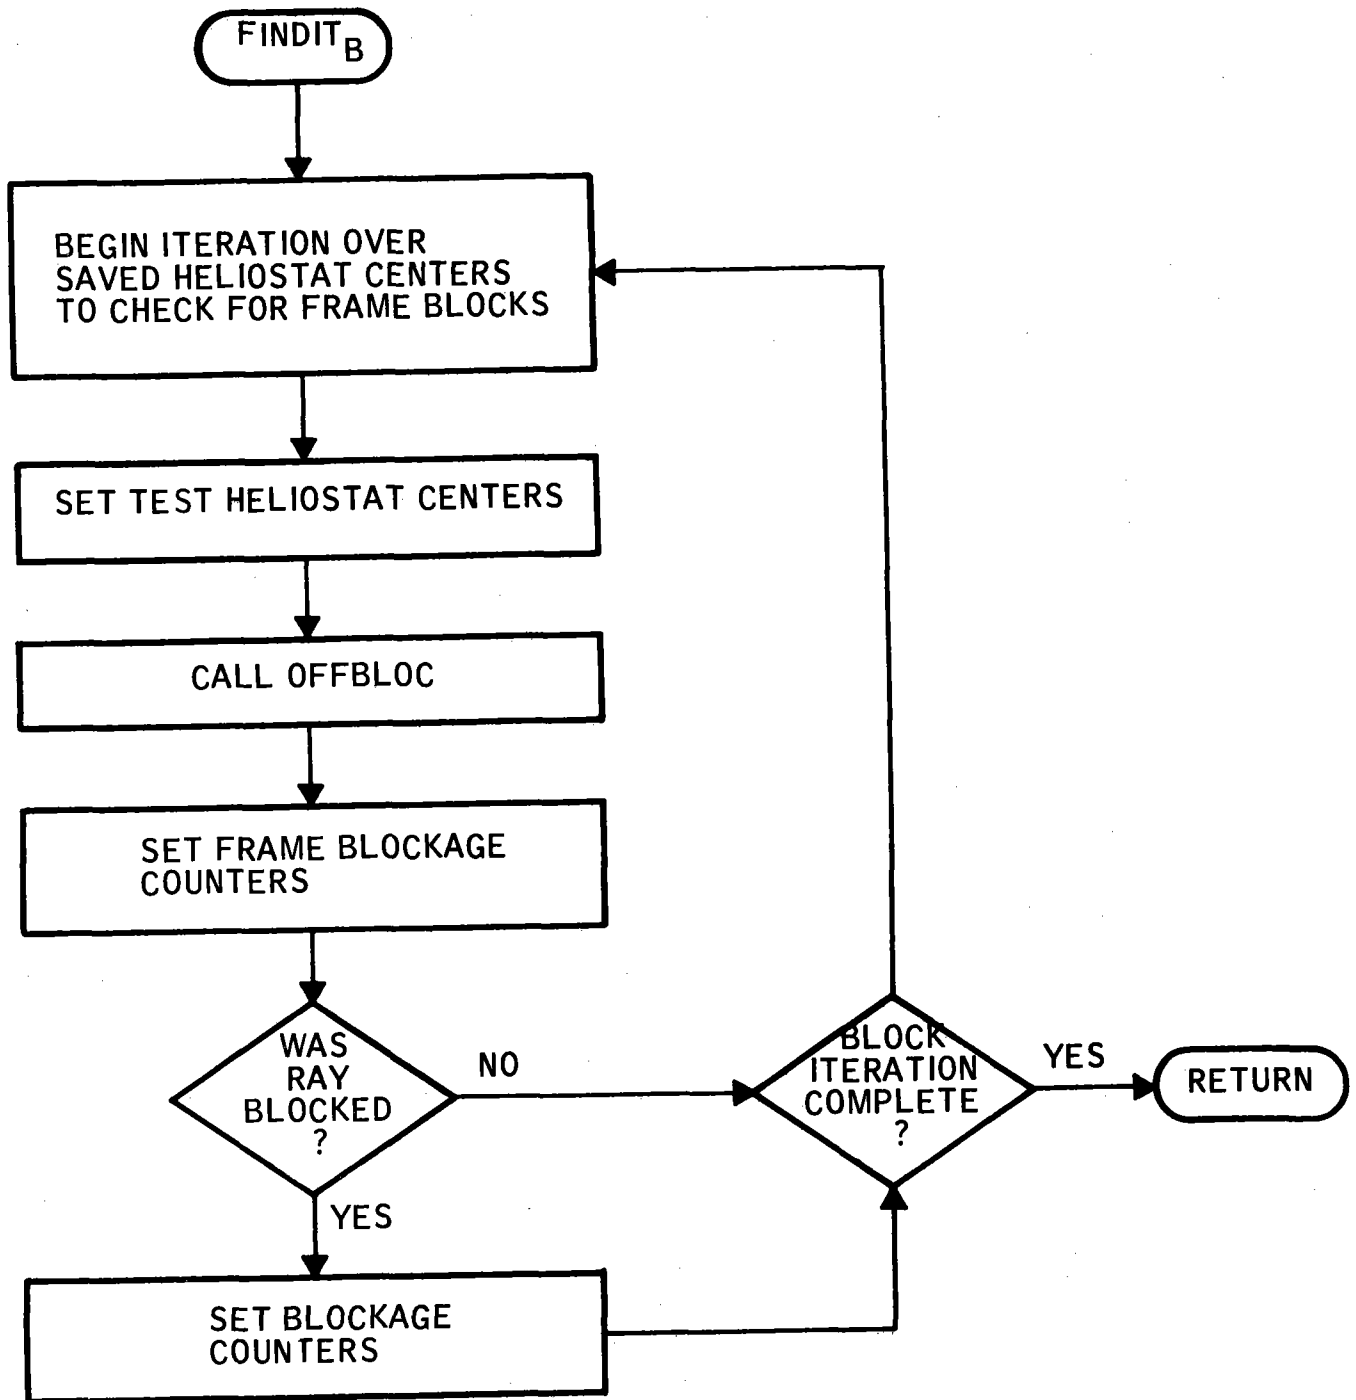 FINDIT B
BEGIN ITERATION OVER
SAVED HELIOSTAT CENTERS
TO CHECK FOR FRAME BLOCKS
SET TEST HELIOSTAT CENTERS
CALL OFFBLOC
SET FRAME BLOCKAGE
COUNTERS
WAS
RAY
BLOCKED
?
NO
YES
SET BLOCKAGE
COUNTERS
BLOCK
ITERATION
COMPLETE
?
YES
RETURN